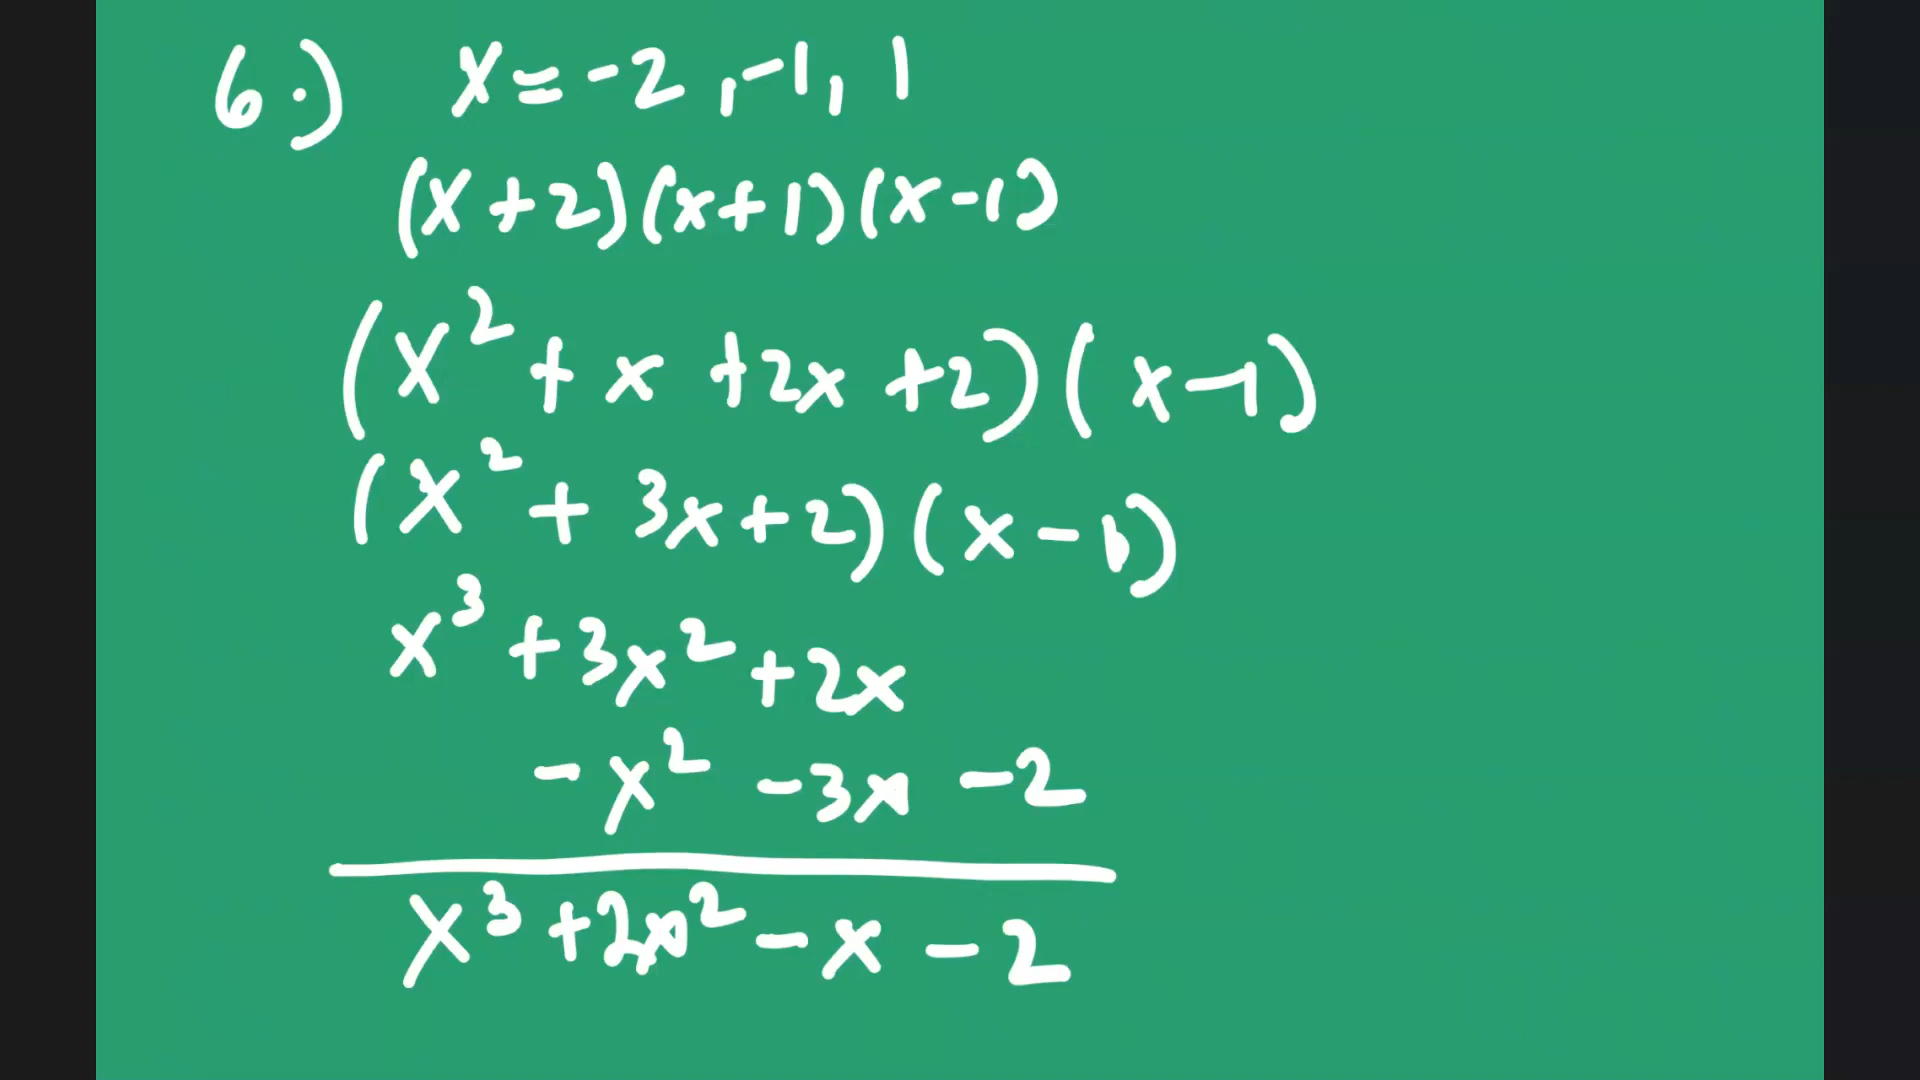 6.) x = -2, -1, 1
(x+2)(x+1)(x-1)
(x² + x + 2x + 2)(x-1)
(x² + 3x + 2)(x-1)
x³ + 3x² + 2x
-x² - 3x - 2
x³ + 2x² - x - 2